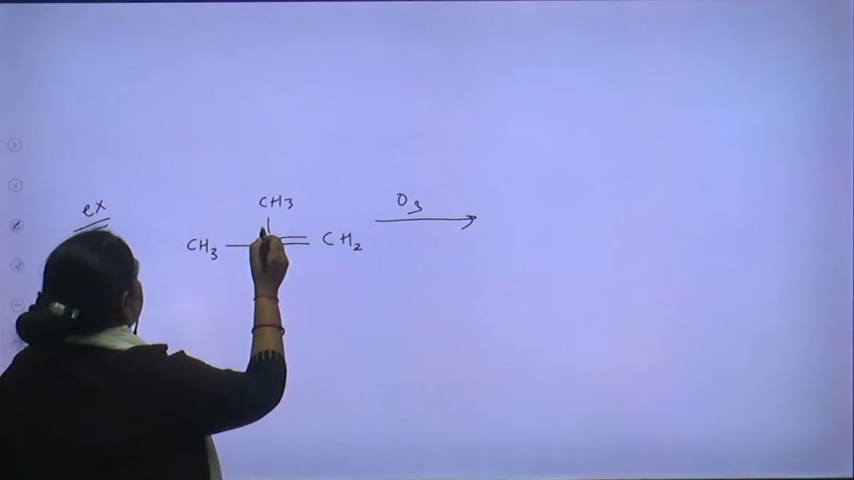 ex
CH3
O3
CH3 — = CH2